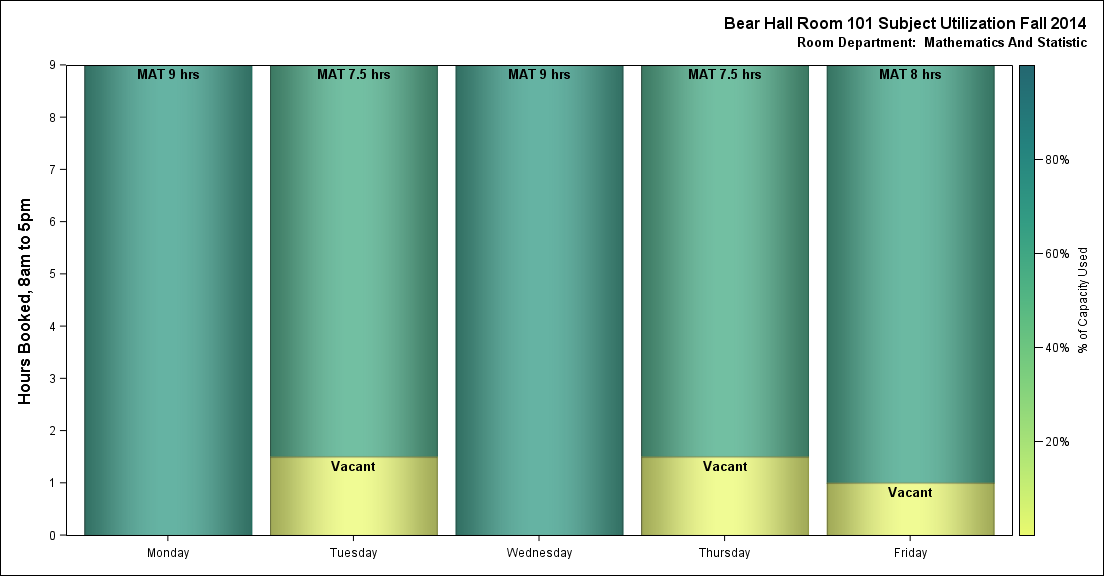 Bear Hall Room 101 Subject Utilization Fall 2014
Room Department:  Mathematics And Statistic
Hours Booked, 8am to 5pm
9
8
7
6
5
4
3
2
1
0
MAT 9 hrs
MAT 7.5 hrs
MAT 9 hrs
MAT 7.5 hrs
MAT 8 hrs
Vacant
Vacant
Vacant
Monday
Tuesday
Wednesday
Thursday
Friday
80%
60%
40%
20%
% of Capacity Used